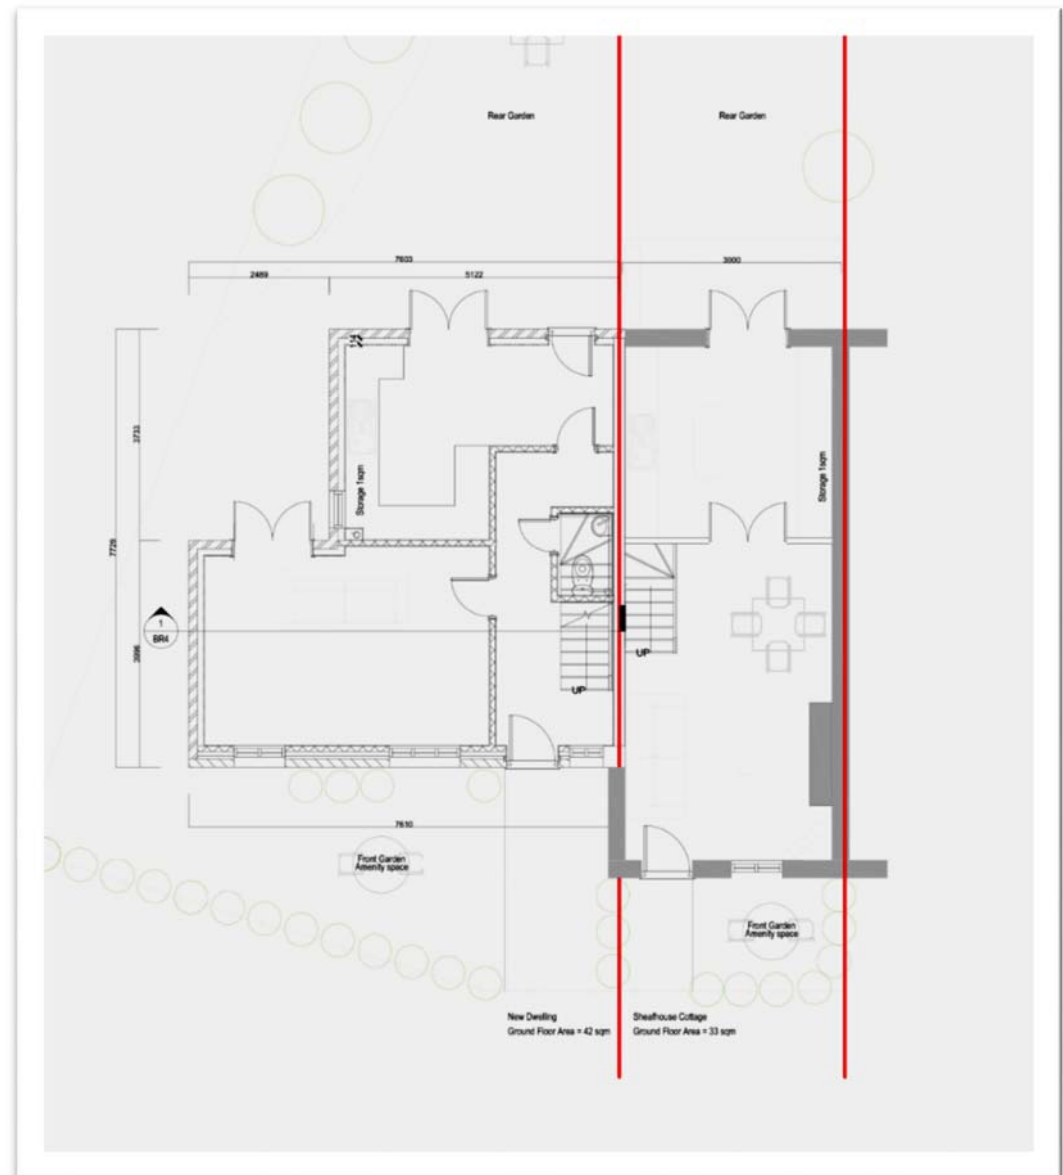 Rear Garden
Rear Garden
7603
3900
2489
5122
3733
7729
3996
Storage 1sqm
Storage 1sqm
1
BR4
UP
UP
7610
Front Garden
Amenity space
Front Garden
Amenity space
New Dwelling
Ground Floor Area = 42 sqm
Sheafhouse Cottage
Ground Floor Area = 33 sqm